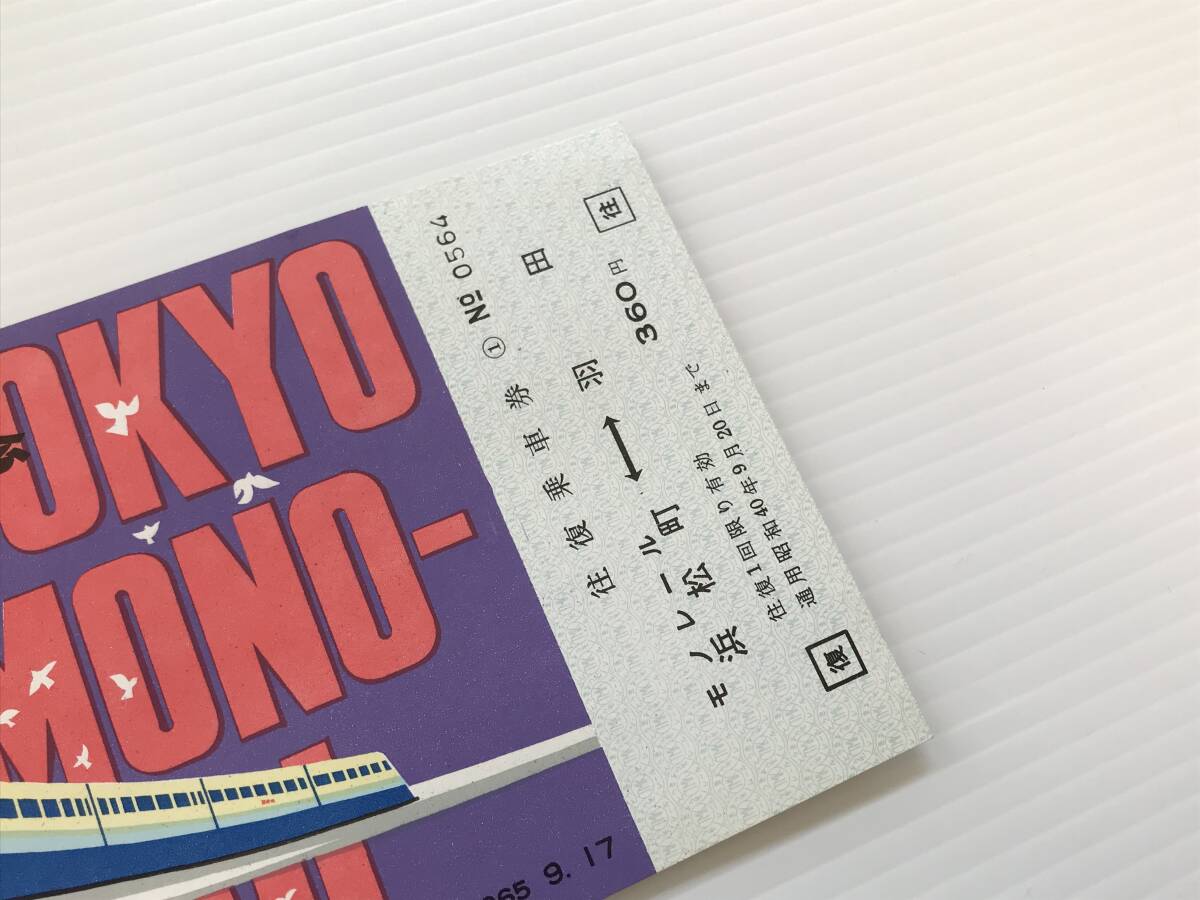 OKYO
MONO-
1965 9. 17
往復乗車券 ① № 0564
モノレール浜松町 ⟷ 羽田
360円
往復1回限り有効
通用昭和40年9月20日まで
往
復